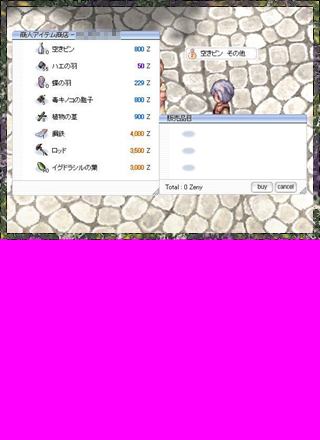 商人アイテム商店 -
空きビン 800 Z
ハエの羽 50 Z
蝶の羽 229 Z
毒キノコの胞子 800 Z
植物の茎 900 Z
鋼鉄 4,000 Z
ロッド 3,500 Z
イグドラシルの葉 3,000 Z
空きビン その他
販売品目
Total : 0 Zeny
buy
cancel